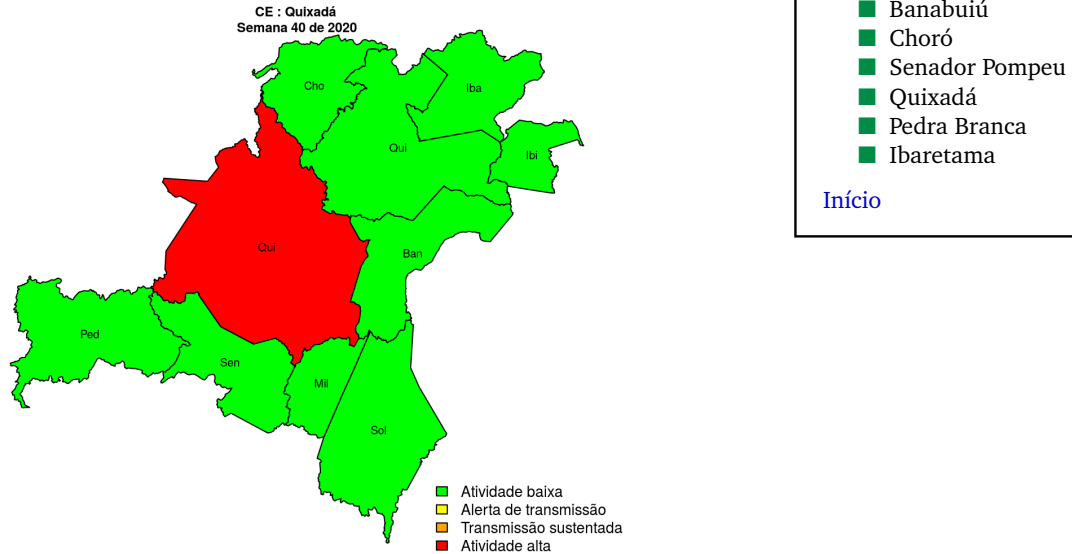 CE : Quixadá
Semana 40 de 2020
Cho
Iba
Qui
Ibi
Qui
Ban
Ped
Sen
Mil
Sol
Atividade baixa
Alerta de transmissão
Transmissão sustentada
Atividade alta
Banabuiú
Choró
Senador Pompeu
Quixadá
Pedra Branca
Ibaretama
Início